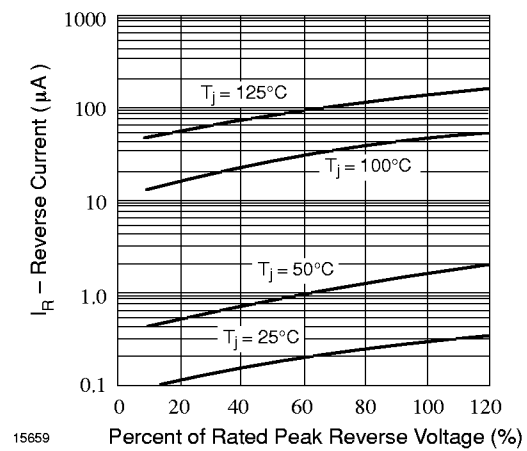 1000
100
10
1.0
0.1
I_R – Reverse Current ( µA )
T_j = 125°C
T_j = 100°C
T_j = 50°C
T_j = 25°C
0 20 40 60 80 100 120
15659
Percent of Rated Peak Reverse Voltage (%)